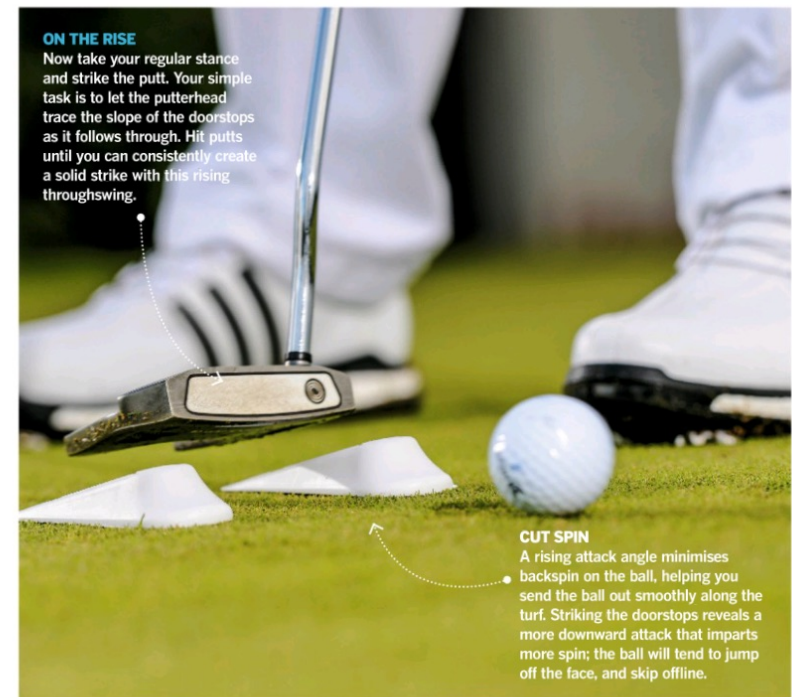 ON THE RISE
Now take your regular stance
and strike the putt. Your simple
task is to let the putterhead
trace the slope of the doorstops
as it follows through. Hit putts
until you can consistently create
a solid strike with this rising
throughswing.
CUT SPIN
A rising attack angle minimises
backspin on the ball, helping you
send the ball out smoothly along the
turf. Striking the doorstops reveals a
more downward attack that imparts
more spin; the ball will tend to jump
off the face, and skip offline.